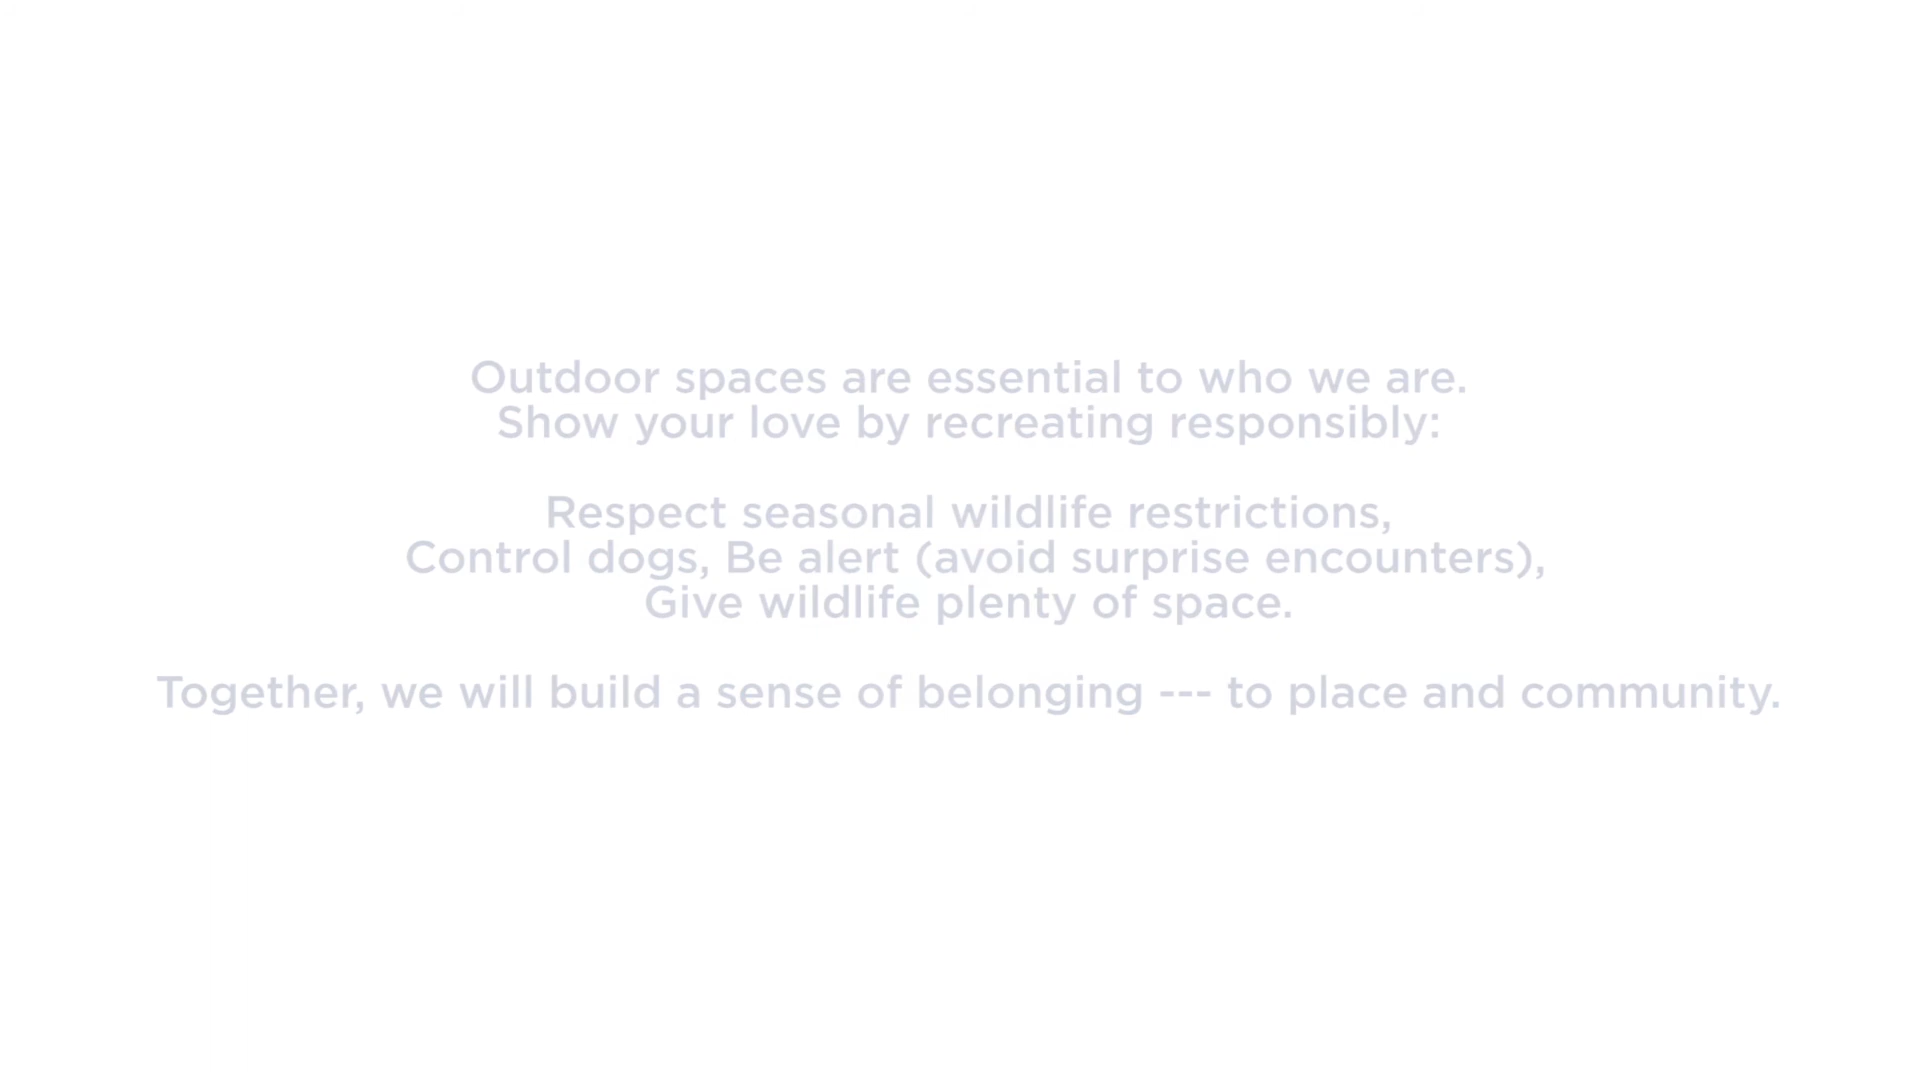 Outdoor spaces are essential to who we are.
Show your love by recreating responsibly:
Respect seasonal wildlife restrictions,
Control dogs, Be alert (avoid surprise encounters),
Give wildlife plenty of space.
Together, we will build a sense of belonging --- to place and community.